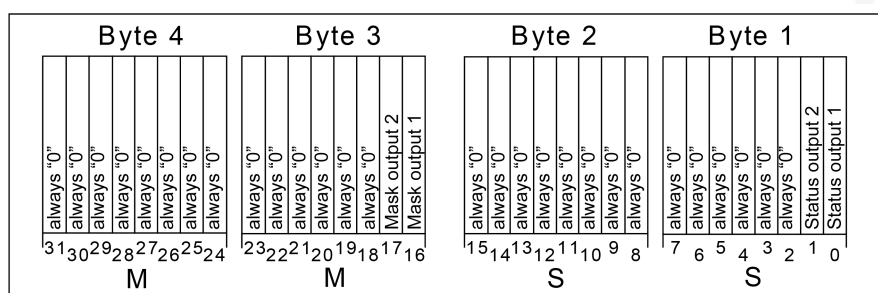 Byte 4 Byte 3 Byte 2 Byte 1
always “0” always “0” always “0” always “0” always “0” always “0” always “0” always “0” always “0” always “0” always “0” always “0” always “0” always “0” Mask output 2 Mask output 1 always “0” always “0” always “0” always “0” always “0” always “0” always “0” always “0” always “0” always “0” always “0” always “0” always “0” always “0” Status output 2 Status output 1
31 30 29 28 27 26 25 24 23 22 21 20 19 18 17 16 15 14 13 12 11 10 9 8 7 6 5 4 3 2 1 0
M M S S